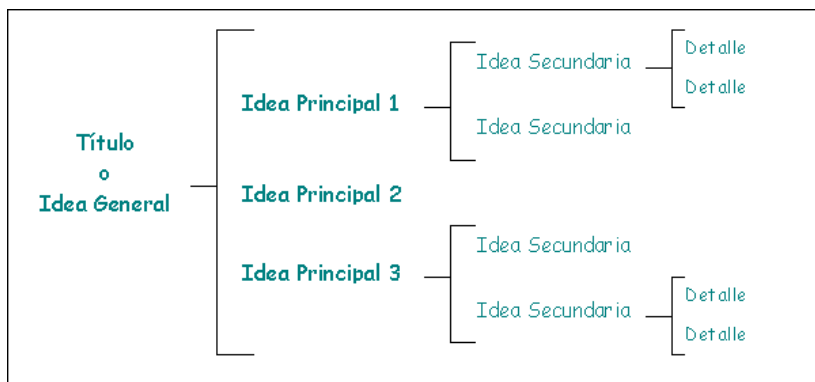 Título
o
Idea General
Idea Principal 1
Idea Secundaria
Detalle
Detalle
Idea Secundaria
Idea Principal 2
Idea Principal 3
Idea Secundaria
Idea Secundaria
Detalle
Detalle